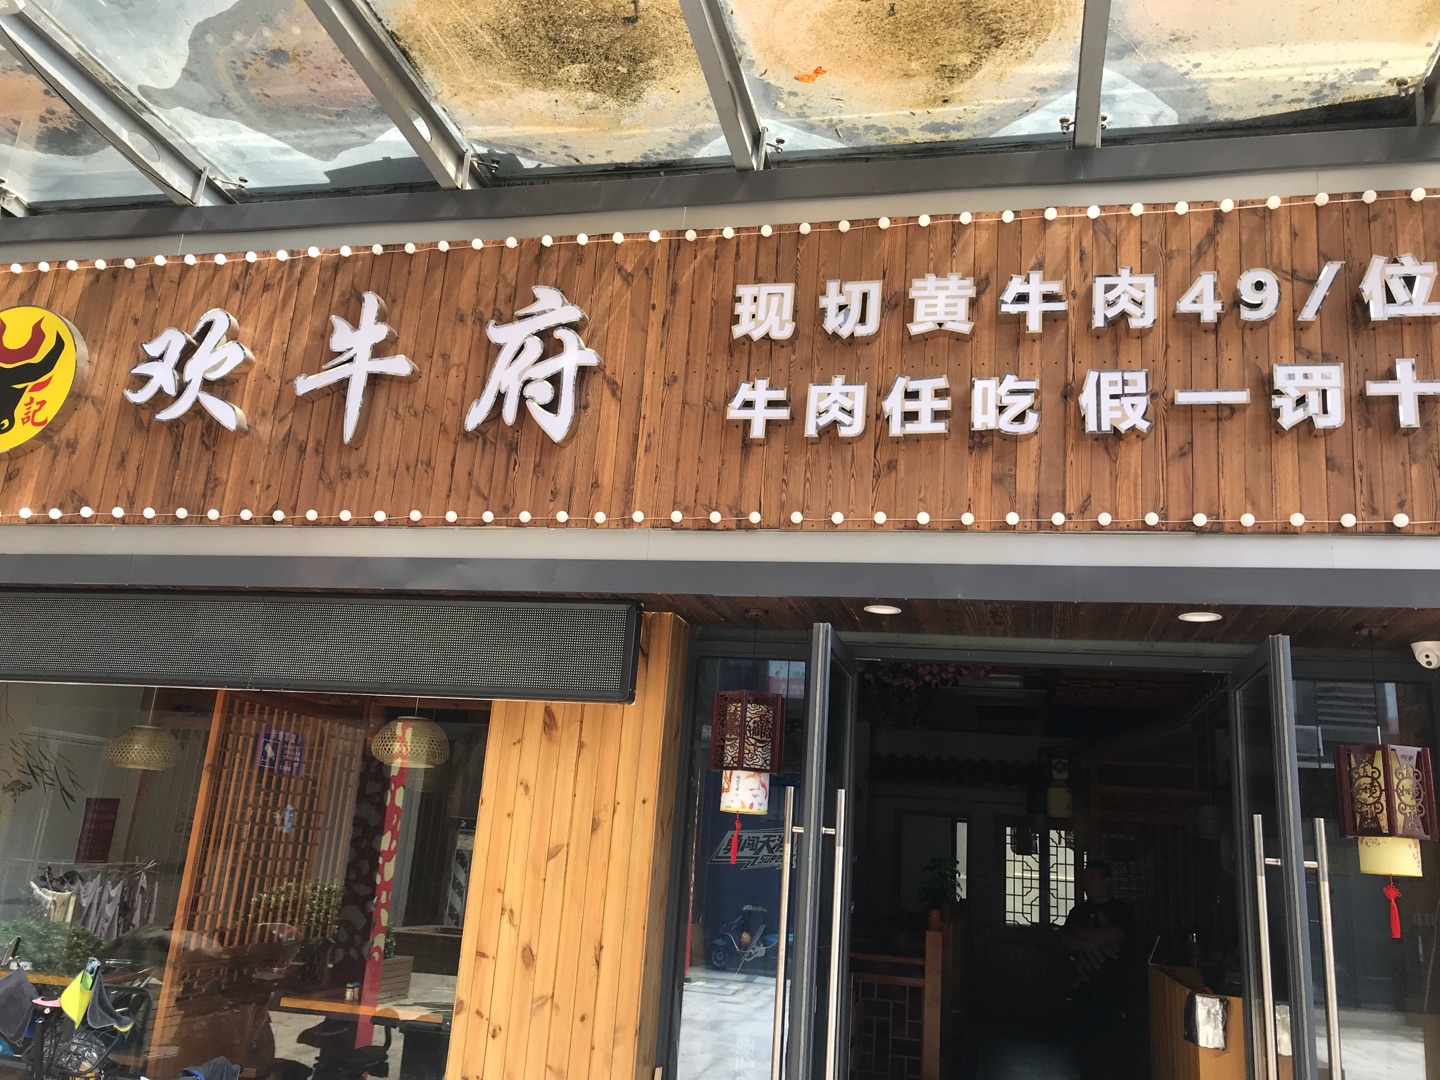 記
欢牛府
现切黄牛肉49/位
牛肉任吃 假一罚十